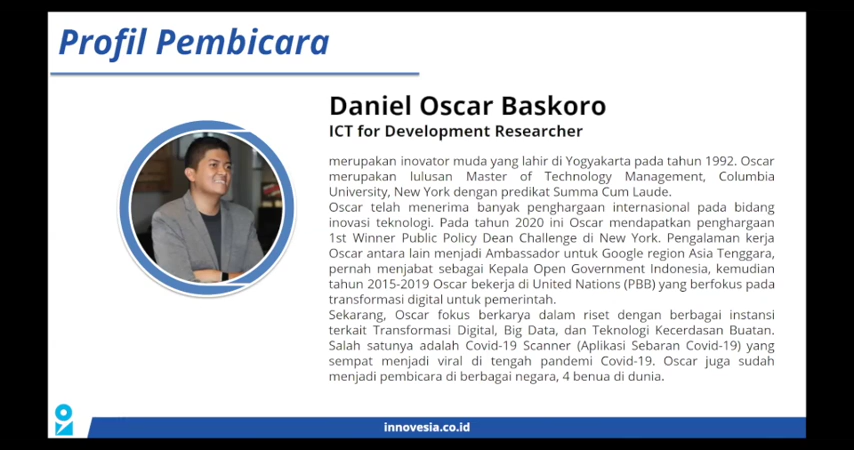 Profil Pembicara
Daniel Oscar Baskoro
ICT for Development Researcher
merupakan inovator muda yang lahir di Yogyakarta pada tahun 1992. Oscar
merupakan lulusan Master of Technology Management, Columbia
University, New York dengan predikat Summa Cum Laude.
Oscar telah menerima banyak penghargaan internasional pada bidang
inovasi teknologi. Pada tahun 2020 ini Oscar mendapatkan penghargaan
1st Winner Public Policy Dean Challenge di New York. Pengalaman kerja
Oscar antara lain menjadi Ambassador untuk Google region Asia Tenggara,
pernah menjabat sebagai Kepala Open Government Indonesia, kemudian
tahun 2015-2019 Oscar bekerja di United Nations (PBB) yang berfokus pada
transformasi digital untuk pemerintah.
Sekarang, Oscar fokus berkarya dalam riset dengan berbagai instansi
terkait Transformasi Digital, Big Data, dan Teknologi Kecerdasan Buatan.
Salah satunya adalah Covid-19 Scanner (Aplikasi Sebaran Covid-19) yang
sempat menjadi viral di tengah pandemi Covid-19. Oscar juga sudah
menjadi pembicara di berbagai negara, 4 benua di dunia.
innovesia.co.id